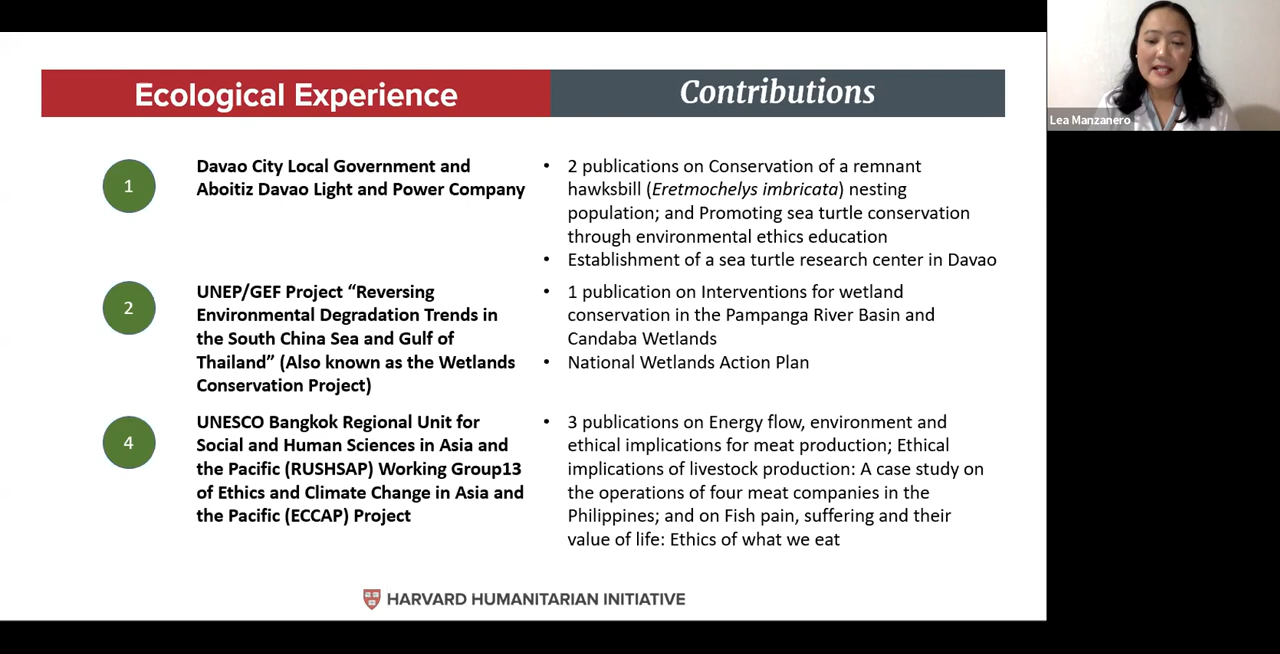 Ecological Experience
Contributions
1
Davao City Local Government and
Aboitiz Davao Light and Power Company
• 2 publications on Conservation of a remnant
hawksbill (Eretmochelys imbricata) nesting
population; and Promoting sea turtle conservation
through environmental ethics education
• Establishment of a sea turtle research center in Davao
2
UNEP/GEF Project “Reversing
Environmental Degradation Trends in
the South China Sea and Gulf of
Thailand” (Also known as the Wetlands
Conservation Project)
• 1 publication on Interventions for wetland
conservation in the Pampanga River Basin and
Candaba Wetlands
• National Wetlands Action Plan
4
UNESCO Bangkok Regional Unit for
Social and Human Sciences in Asia and
the Pacific (RUSHSAP) Working Group13
of Ethics and Climate Change in Asia and
the Pacific (ECCAP) Project
• 3 publications on Energy flow, environment and
ethical implications for meat production; Ethical
implications of livestock production: A case study on
the operations of four meat companies in the
Philippines; and on Fish pain, suffering and their
value of life: Ethics of what we eat
HARVARD HUMANITARIAN INITIATIVE
Lea Manzanero